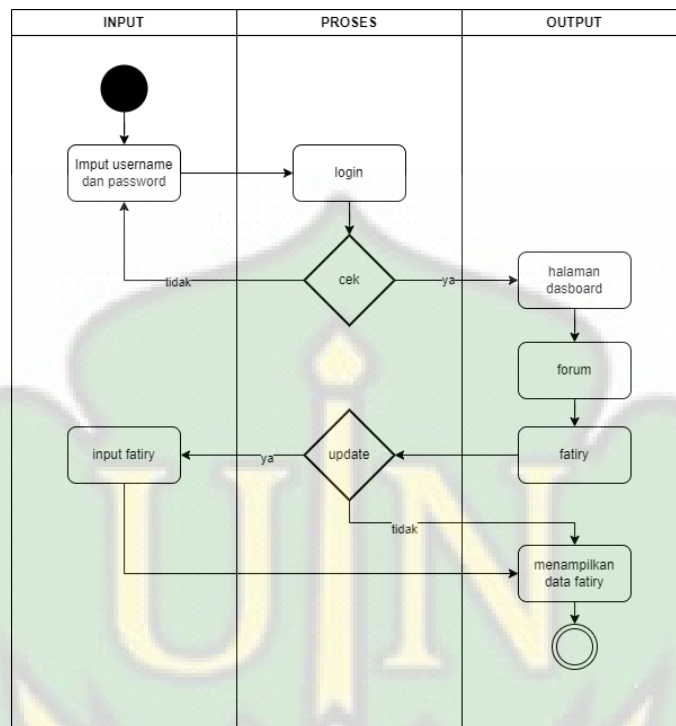 INPUT
PROSES
OUTPUT
Imput username
dan password
login
cek
tidak
ya
halaman
dasboard
forum
input fatiry
ya
update
fatiry
tidak
menampilkan
data fatiry
UIN